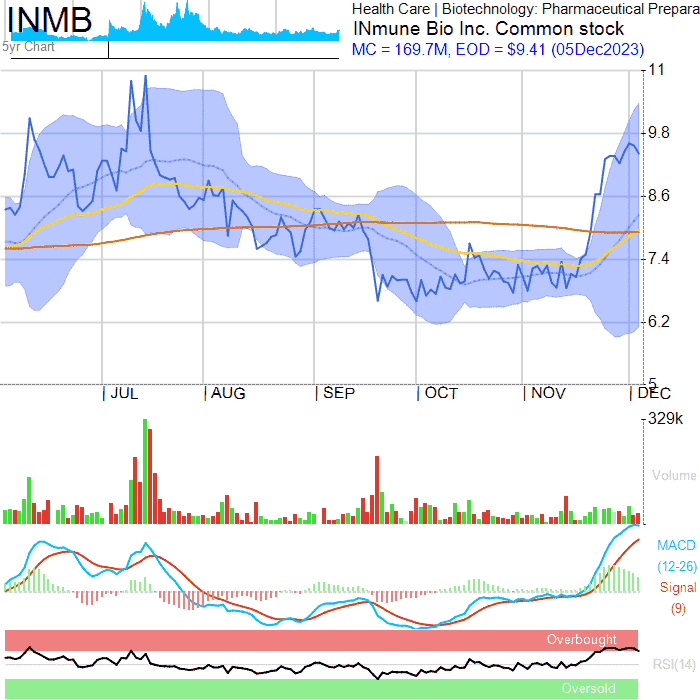 INMB
Health Care | Biotechnology: Pharmaceutical Prepara
INmune Bio Inc. Common stock
5yr Chart
MC = 169.7M, EOD = $9.41 (05Dec2023)
11
9.8
8.6
7.4
6.2
5
JUL
AUG
SEP
OCT
NOV
DEC
329k
Volume
MACD
(12-26)
Signal
(9)
Overbought
RSI(14)
Oversold